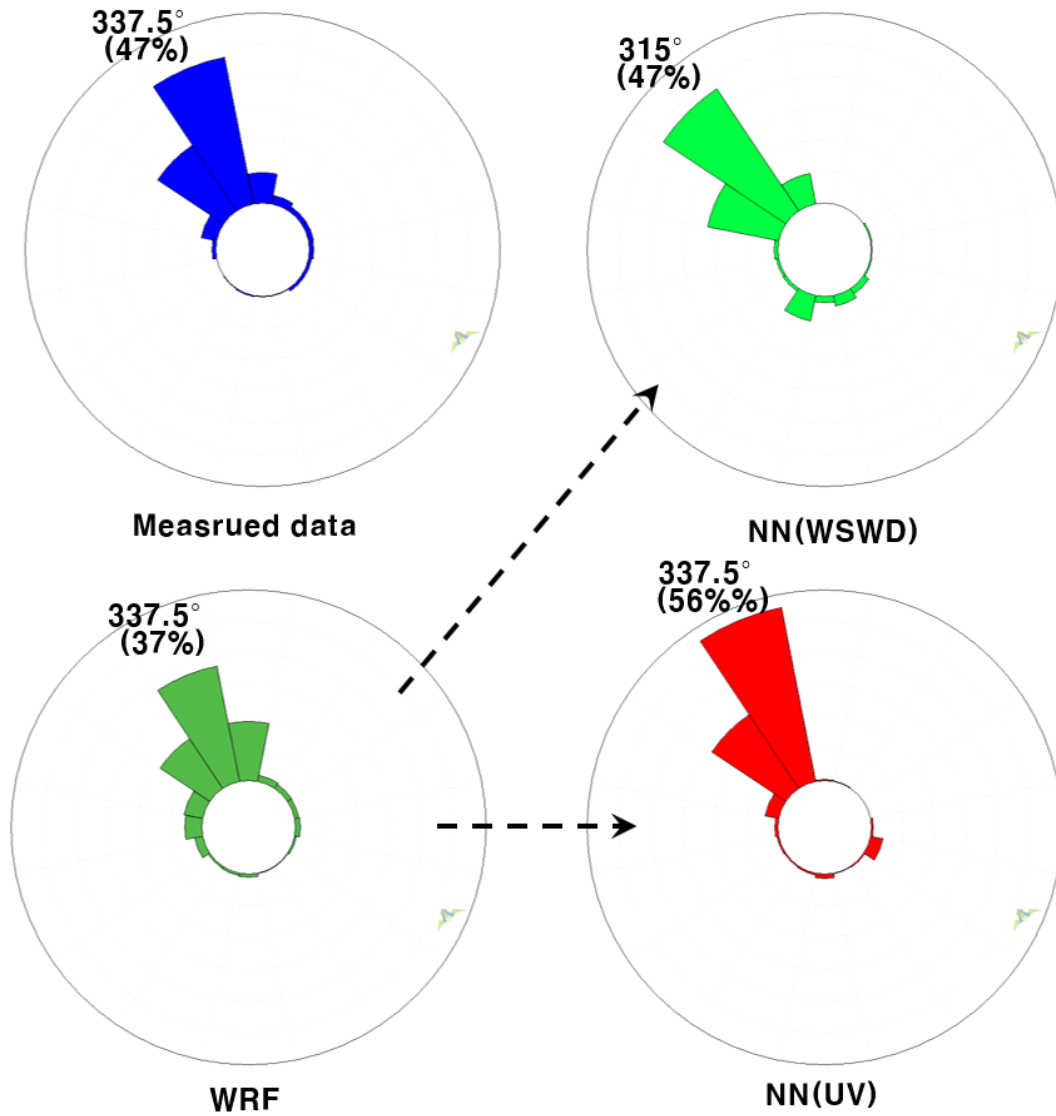 337.5°
(47%)
315°
(47%)
Measrued data
NN(WSWD)
337.5°
(37%)
337.5°
(56%%)
WRF
NN(UV)